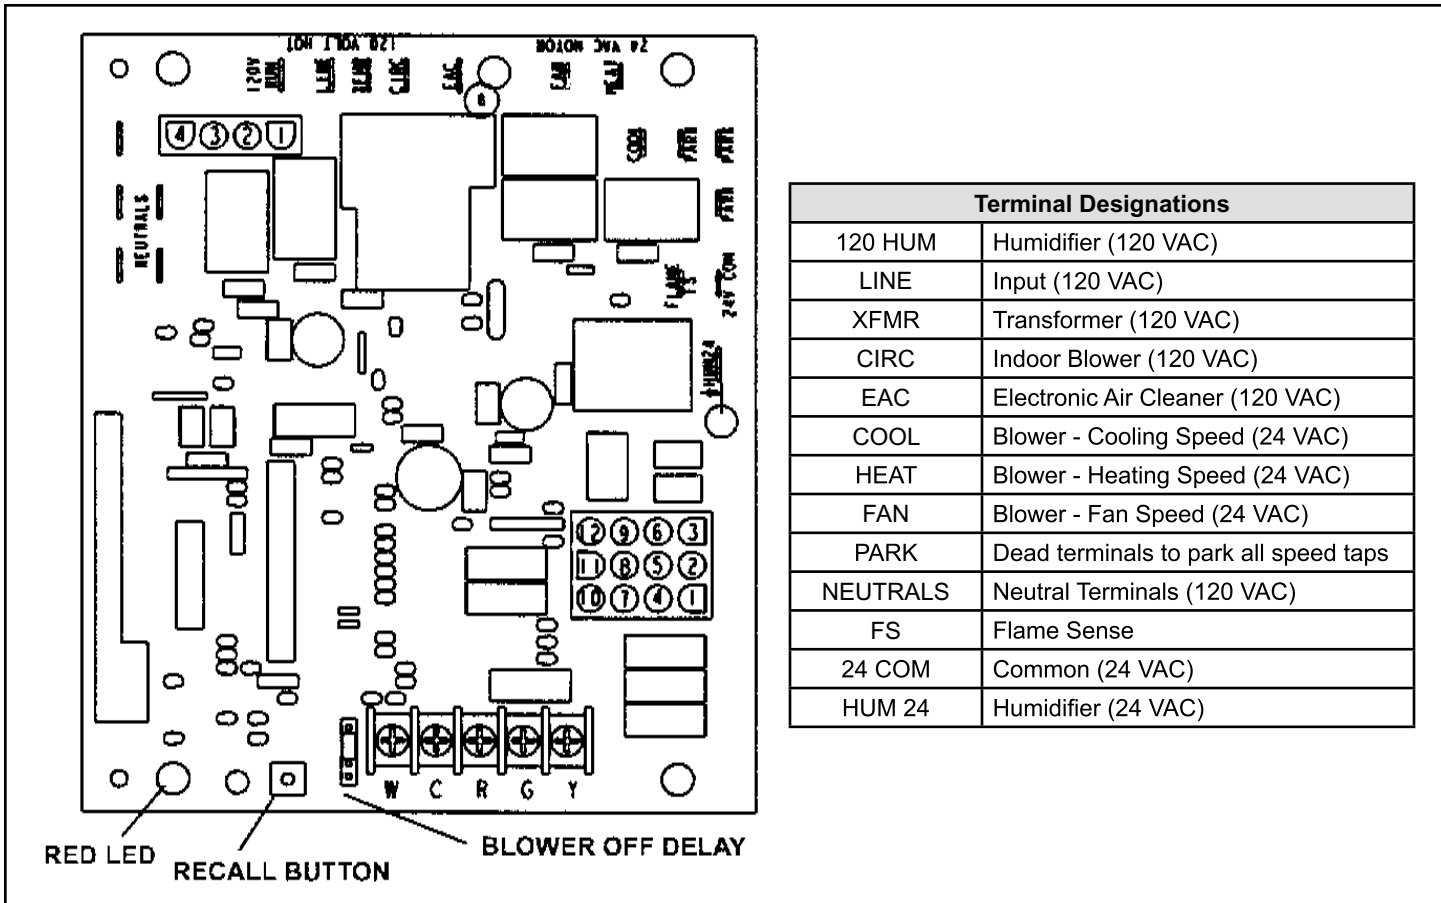 120 VOLT HOT
24 VAC MOTOR
120V HUM
LINE
XFMR
CIRC
EAC
FAN
HEAT
4 3 2 1
COOL
PARK
PARK
NEUTRALS
PARK
FLAME FS
24V COM
HUM24
12 9 6 3
11 8 5 2
10 7 4 1
W C R G Y
RED LED
RECALL BUTTON
BLOWER OFF DELAY
Terminal Designations
120 HUM Humidifier (120 VAC)
LINE Input (120 VAC)
XFMR Transformer (120 VAC)
CIRC Indoor Blower (120 VAC)
EAC Electronic Air Cleaner (120 VAC)
COOL Blower - Cooling Speed (24 VAC)
HEAT Blower - Heating Speed (24 VAC)
FAN Blower - Fan Speed (24 VAC)
PARK Dead terminals to park all speed taps
NEUTRALS Neutral Terminals (120 VAC)
FS Flame Sense
24 COM Common (24 VAC)
HUM 24 Humidifier (24 VAC)